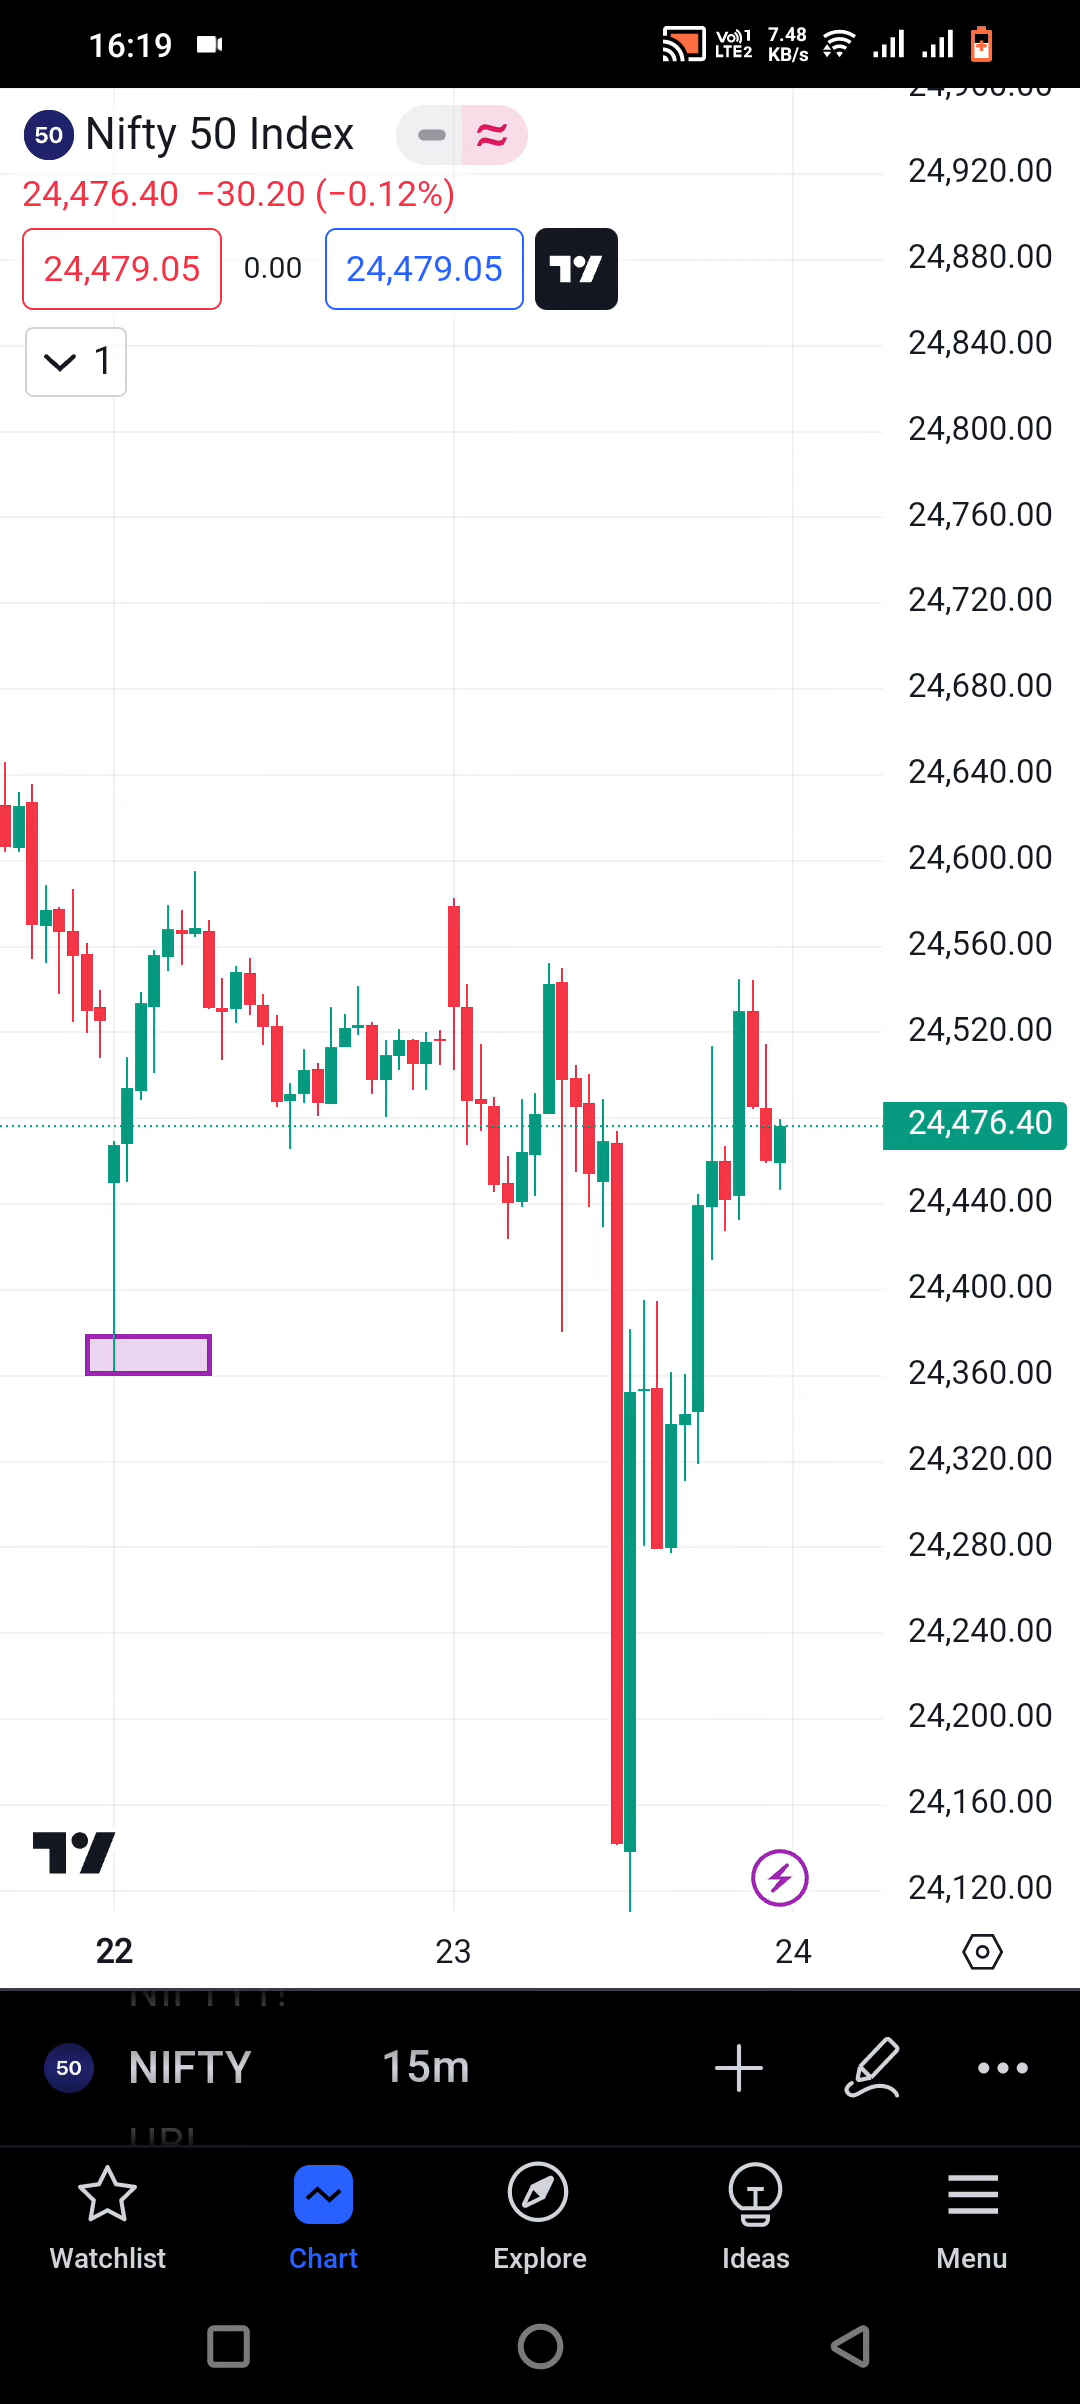 16:19
Vo))1 LTE2
7.48 KB/s
50 Nifty 50 Index
24,476.40 −30.20 (−0.12%)
24,479.05 0.00 24,479.05
1
24,920.00
24,880.00
24,840.00
24,800.00
24,760.00
24,720.00
24,680.00
24,640.00
24,600.00
24,560.00
24,520.00
24,476.40
24,440.00
24,400.00
24,360.00
24,320.00
24,280.00
24,240.00
24,200.00
24,160.00
24,120.00
22 23 24
50 NIFTY 15m
Watchlist Chart Explore Ideas Menu